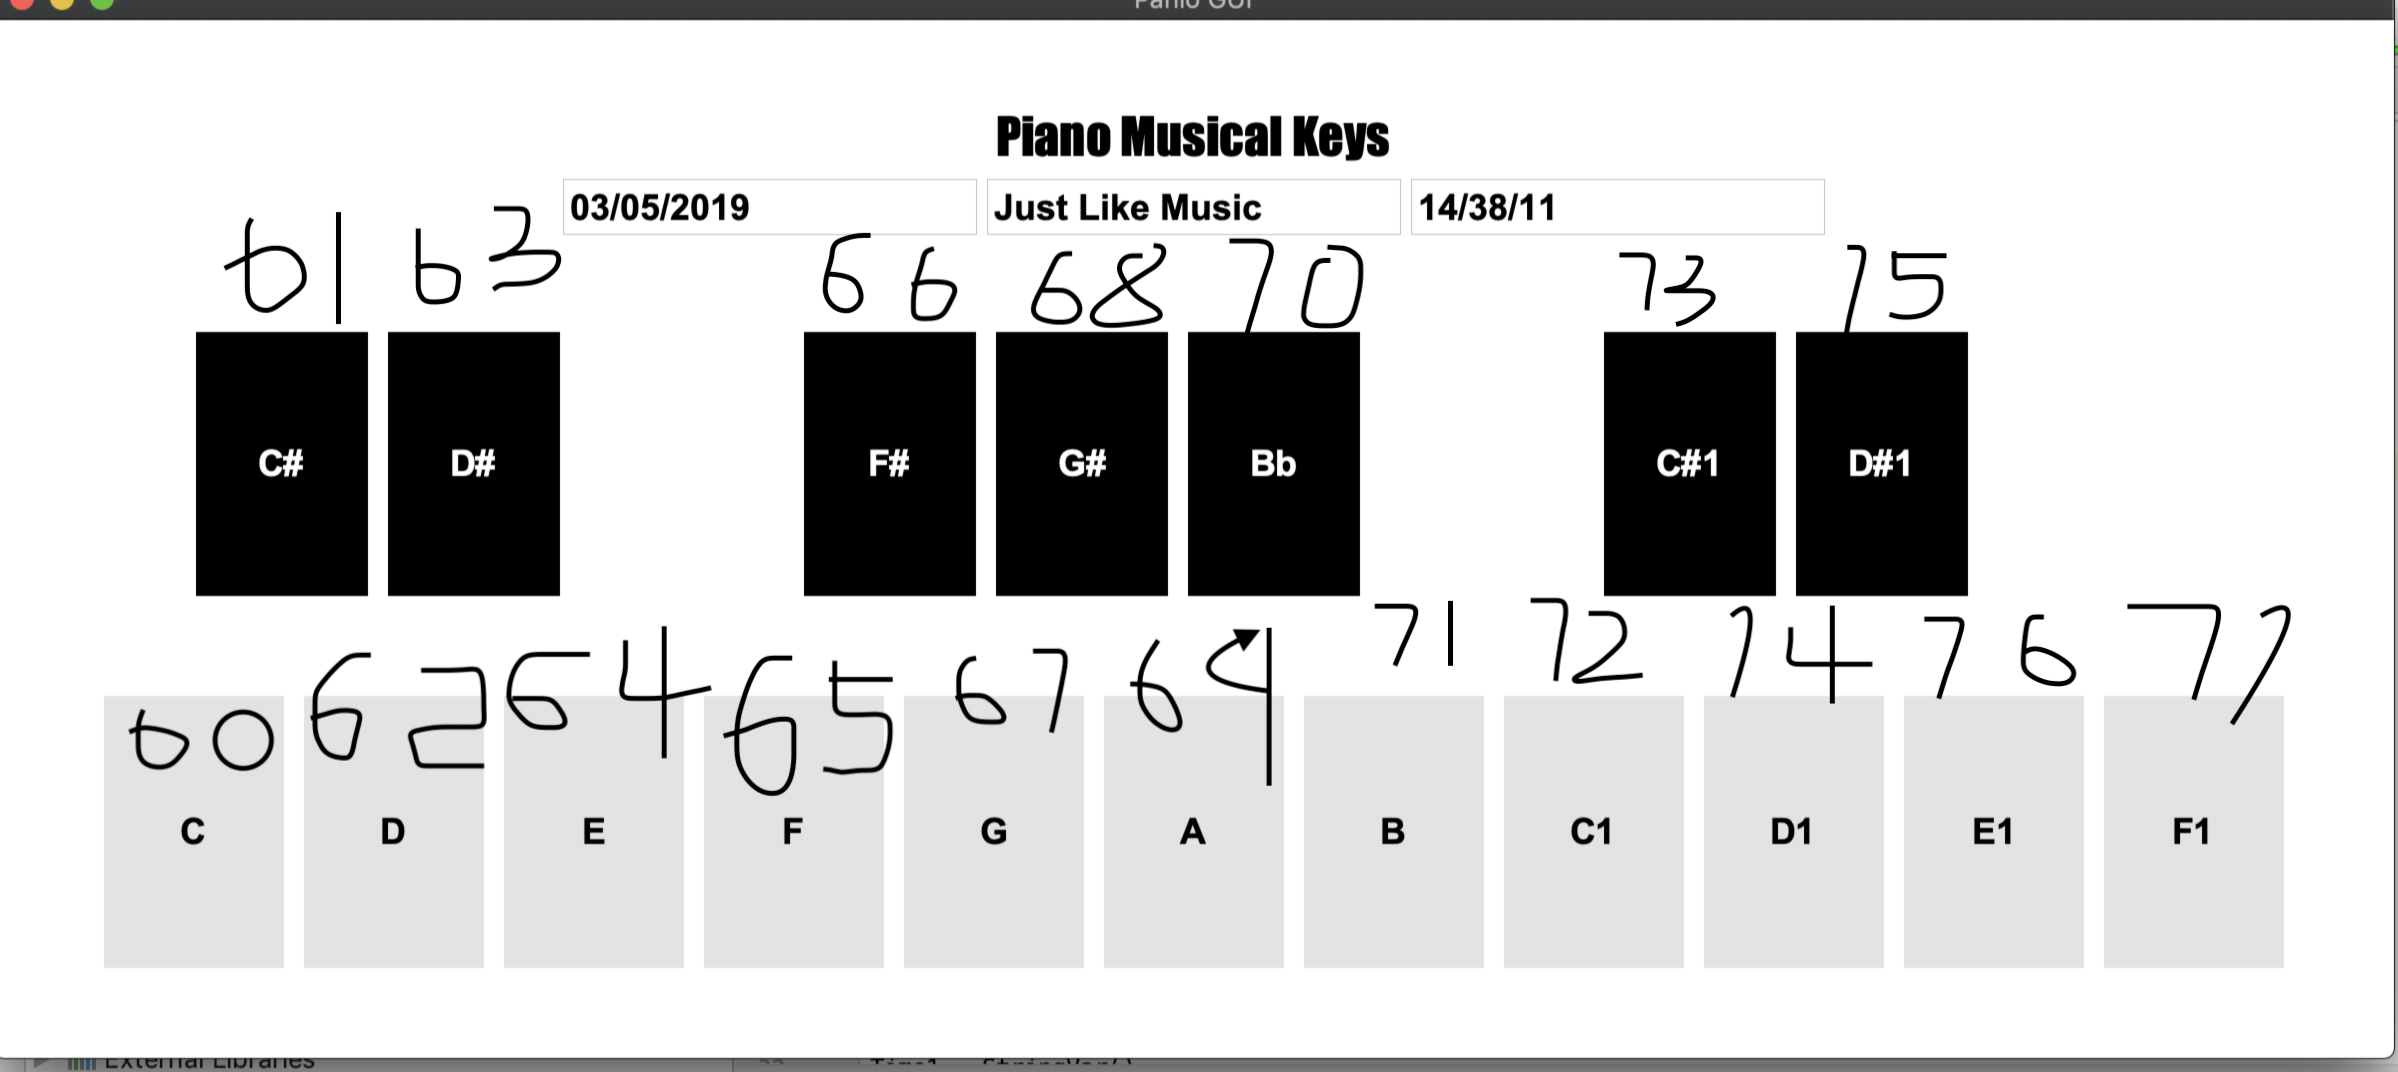 Panio GUI
Piano Musical Keys
03/05/2019 Just Like Music 14/38/11
61 63 66 68 70 73 75
C# D# F# G# Bb C#1 D#1
60 62 64 65 67 69 71 72 74 76 77
C D E F G A B C1 D1 E1 F1
External Libraries